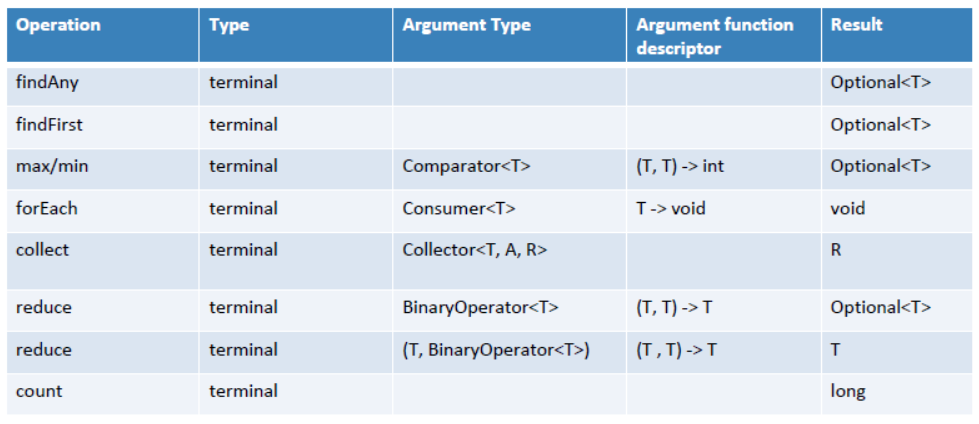 Operation Type Argument Type Argument function descriptor Result
findAny terminal Optional<T>
findFirst terminal Optional<T>
max/min terminal Comparator<T> (T, T) -> int Optional<T>
forEach terminal Consumer<T> T -> void void
collect terminal Collector<T, A, R> R
reduce terminal BinaryOperator<T> (T, T) -> T Optional<T>
reduce terminal (T, BinaryOperator<T>) (T , T) -> T T
count terminal long